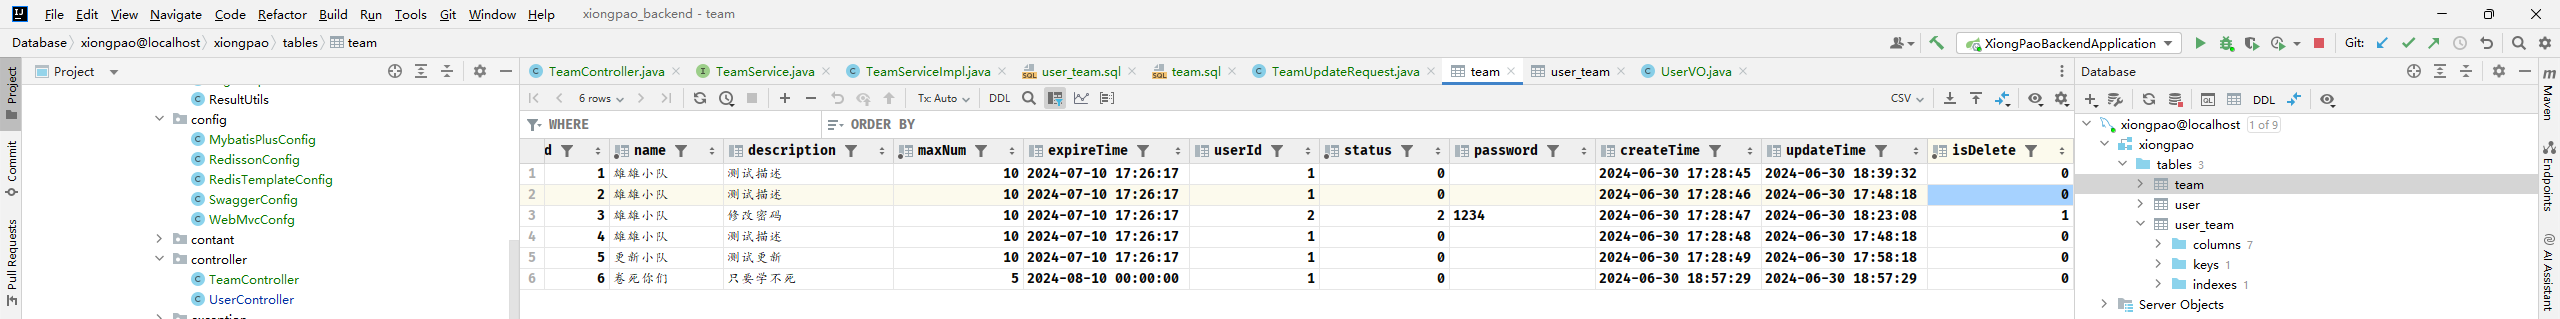 File Edit View Navigate Code Refactor Build Run Tools Git Window Help xiongpao_backend - team
Database xiongpao@localhost xiongpao tables team XiongPaoBackendApplication Git:
Project TeamController.java TeamService.java TeamServiceImpl.java user_team.sql team.sql TeamUpdateRequest.java team user_team UserVO.java Database
6 rows Tx: Auto DDL CSV DDL
WHERE ORDER BY
d name description maxNum expireTime userId status password createTime updateTime isDelete
1 1 雄雄小队 测试描述 10 2024-07-10 17:26:17 1 0 2024-06-30 17:28:45 2024-06-30 18:39:32 0
2 2 雄雄小队 测试描述 10 2024-07-10 17:26:17 1 0 2024-06-30 17:28:46 2024-06-30 17:48:18 0
3 3 雄雄小队 修改密码 10 2024-07-10 17:26:17 2 2 1234 2024-06-30 17:28:47 2024-06-30 18:23:08 1
4 4 雄雄小队 测试描述 10 2024-07-10 17:26:17 1 0 2024-06-30 17:28:48 2024-06-30 17:48:18 0
5 5 更新小队 测试更新 10 2024-07-10 17:26:17 1 0 2024-06-30 17:28:49 2024-06-30 17:58:18 0
6 6 卷死你们 只要学不死 5 2024-08-10 00:00:00 1 0 2024-06-30 18:57:29 2024-06-30 18:57:29 0
Project
Commit
Pull Requests
ResultUtils
config
MybatisPlusConfig
RedissonConfig
RedisTemplateConfig
SwaggerConfig
WebMvcConfg
contant
controller
TeamController
UserController
xiongpao@localhost 1 of 9
xiongpao
tables 3
team
user
user_team
columns 7
keys 1
indexes 1
Server Objects
Maven
Endpoints
AI Assistant